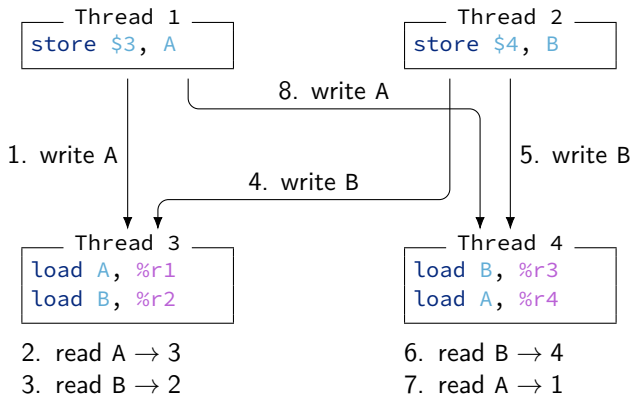 Thread 1
store $3, A
Thread 2
store $4, B
8. write A
1. write A
5. write B
4. write B
Thread 3
load A, %r1
load B, %r2
Thread 4
load B, %r3
load A, %r4
2. read A → 3
3. read B → 2
6. read B → 4
7. read A → 1